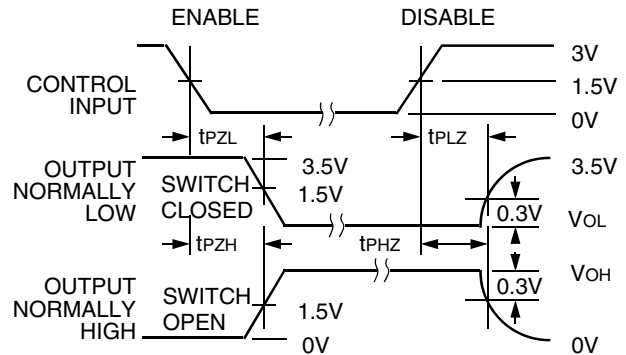 ENABLE DISABLE
3V
CONTROL
INPUT
1.5V
0V
tPZL tPLZ
OUTPUT
NORMALLY
LOW
SWITCH
CLOSED
3.5V
1.5V
3.5V
0.3V
VOL
tPZH tPHZ
OUTPUT
NORMALLY
HIGH
SWITCH
OPEN
1.5V
0V
VOH
0.3V
0V